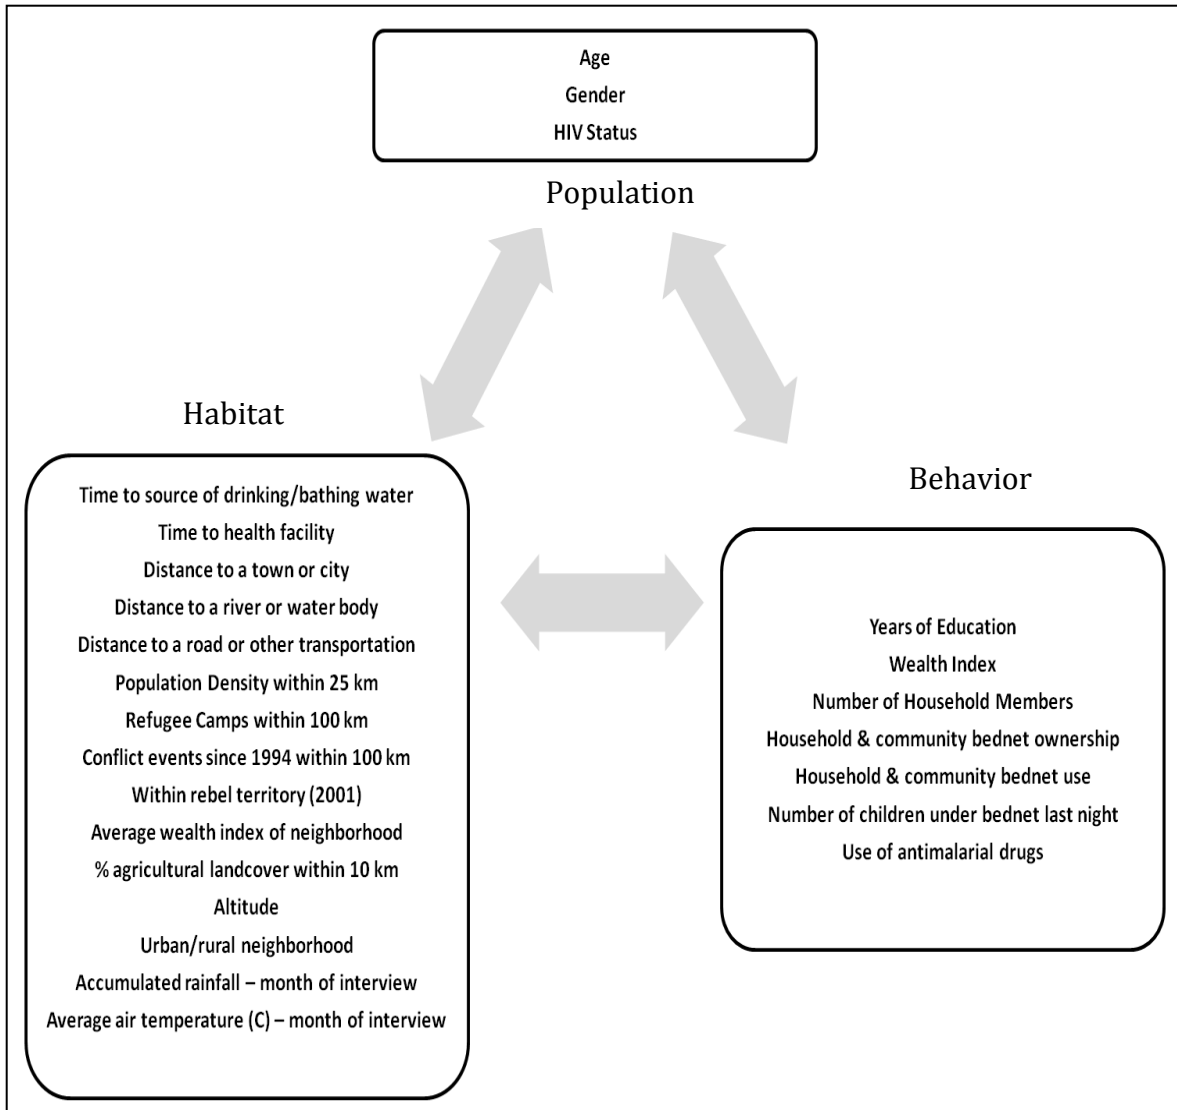 Age
Gender
HIV Status
Population
Habitat
Time to source of drinking/bathing water
Time to health facility
Distance to a town or city
Distance to a river or water body
Distance to a road or other transportation
Population Density within 25 km
Refugee Camps within 100 km
Conflict events since 1994 within 100 km
Within rebel territory (2001)
Average wealth index of neighborhood
% agricultural landcover within 10 km
Altitude
Urban/rural neighborhood
Accumulated rainfall – month of interview
Average air temperature (C) – month of interview
Behavior
Years of Education
Wealth Index
Number of Household Members
Household & community bednet ownership
Household & community bednet use
Number of children under bednet last night
Use of antimalarial drugs